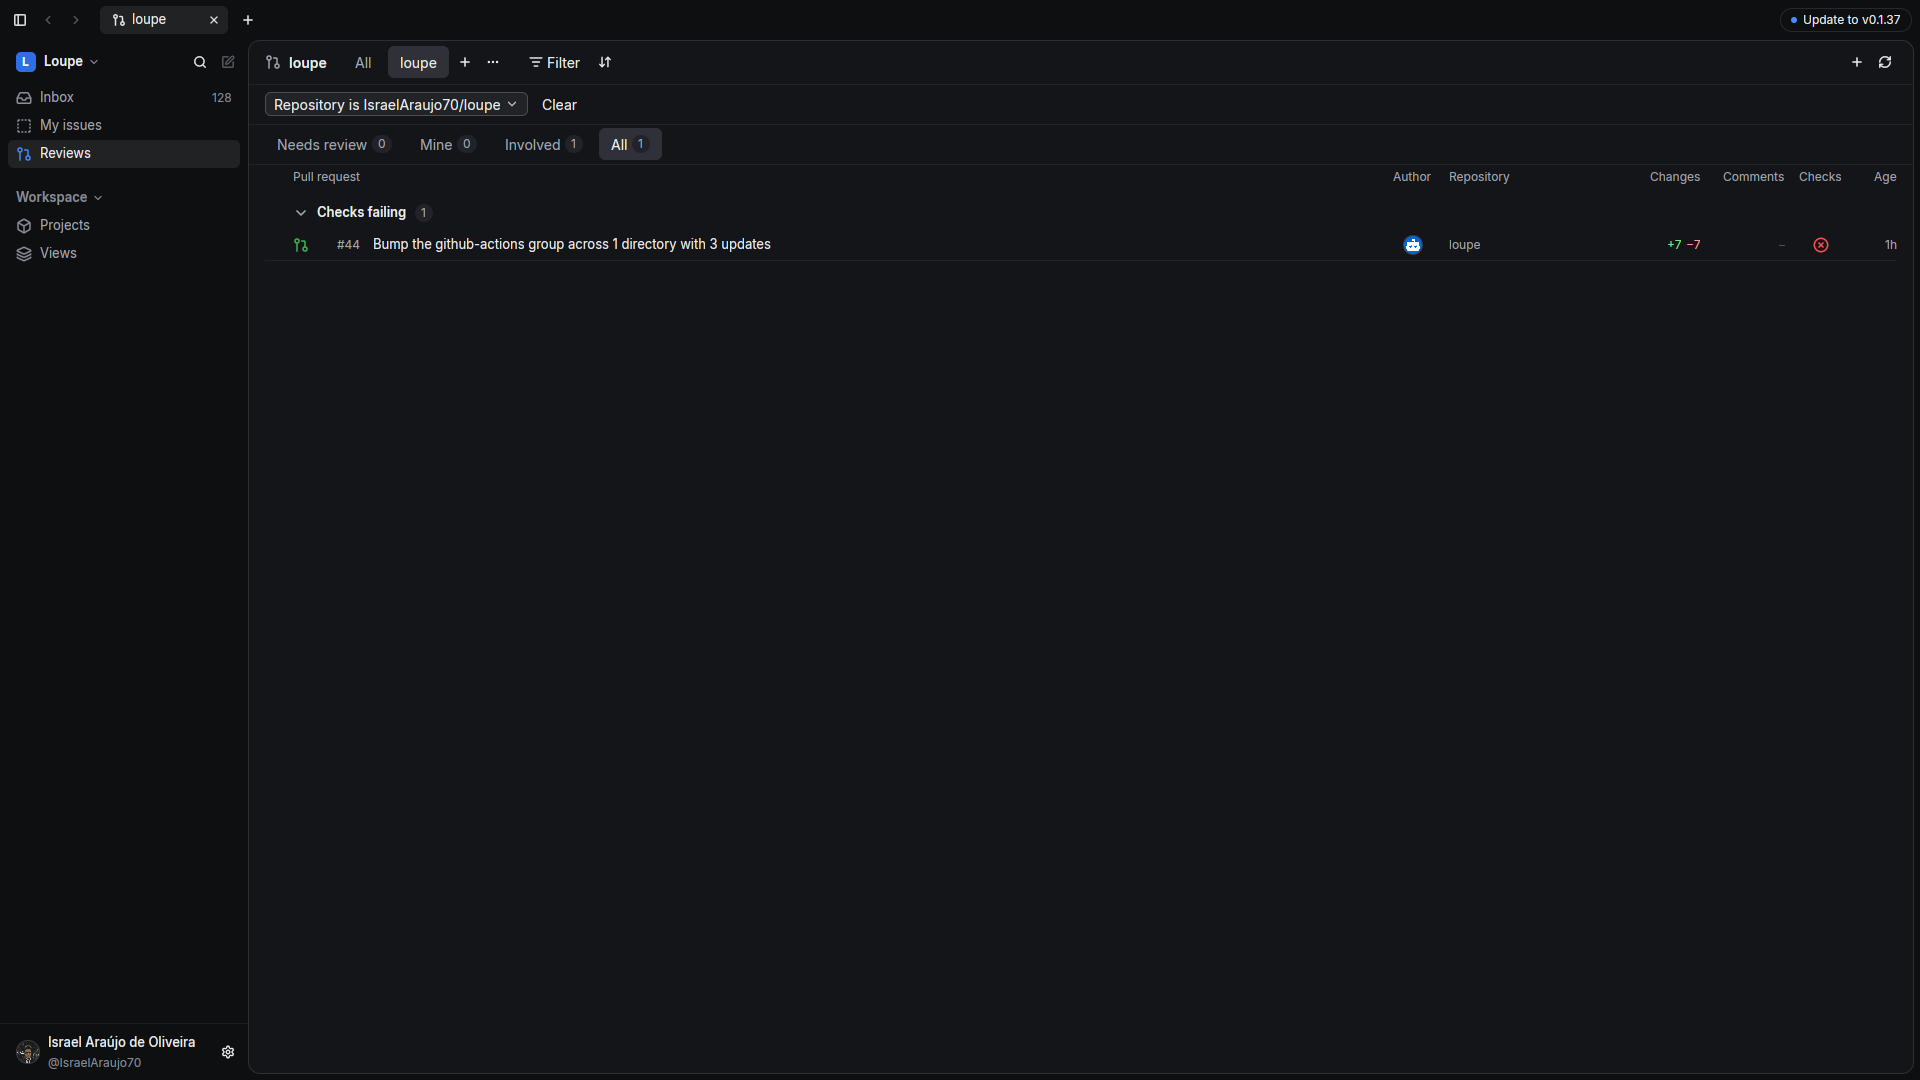 loupe
Update to v0.1.37
L Loupe
Inbox 128
My issues
Reviews
Workspace
Projects
Views
loupe All loupe Filter
Repository is IsraelAraujo70/loupe Clear
Needs review 0 Mine 0 Involved 1 All 1
Pull request Author Repository Changes Comments Checks Age
Checks failing 1
#44 Bump the github-actions group across 1 directory with 3 updates loupe +7 −7 – 1h
Israel Araújo de Oliveira
@IsraelAraujo70